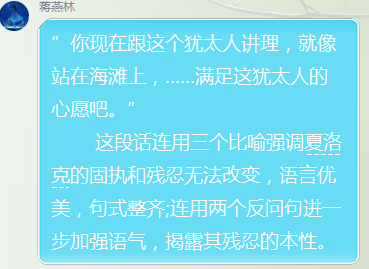 蒋燕林
”你现在跟这个犹太人讲理，就像
站在海滩上，……满足这犹太人的
心愿吧。”
这段话连用三个比喻强调夏洛
克的固执和残忍无法改变，语言优
美，句式整齐;连用两个反问句进一
步加强语气，揭露其残忍的本性。